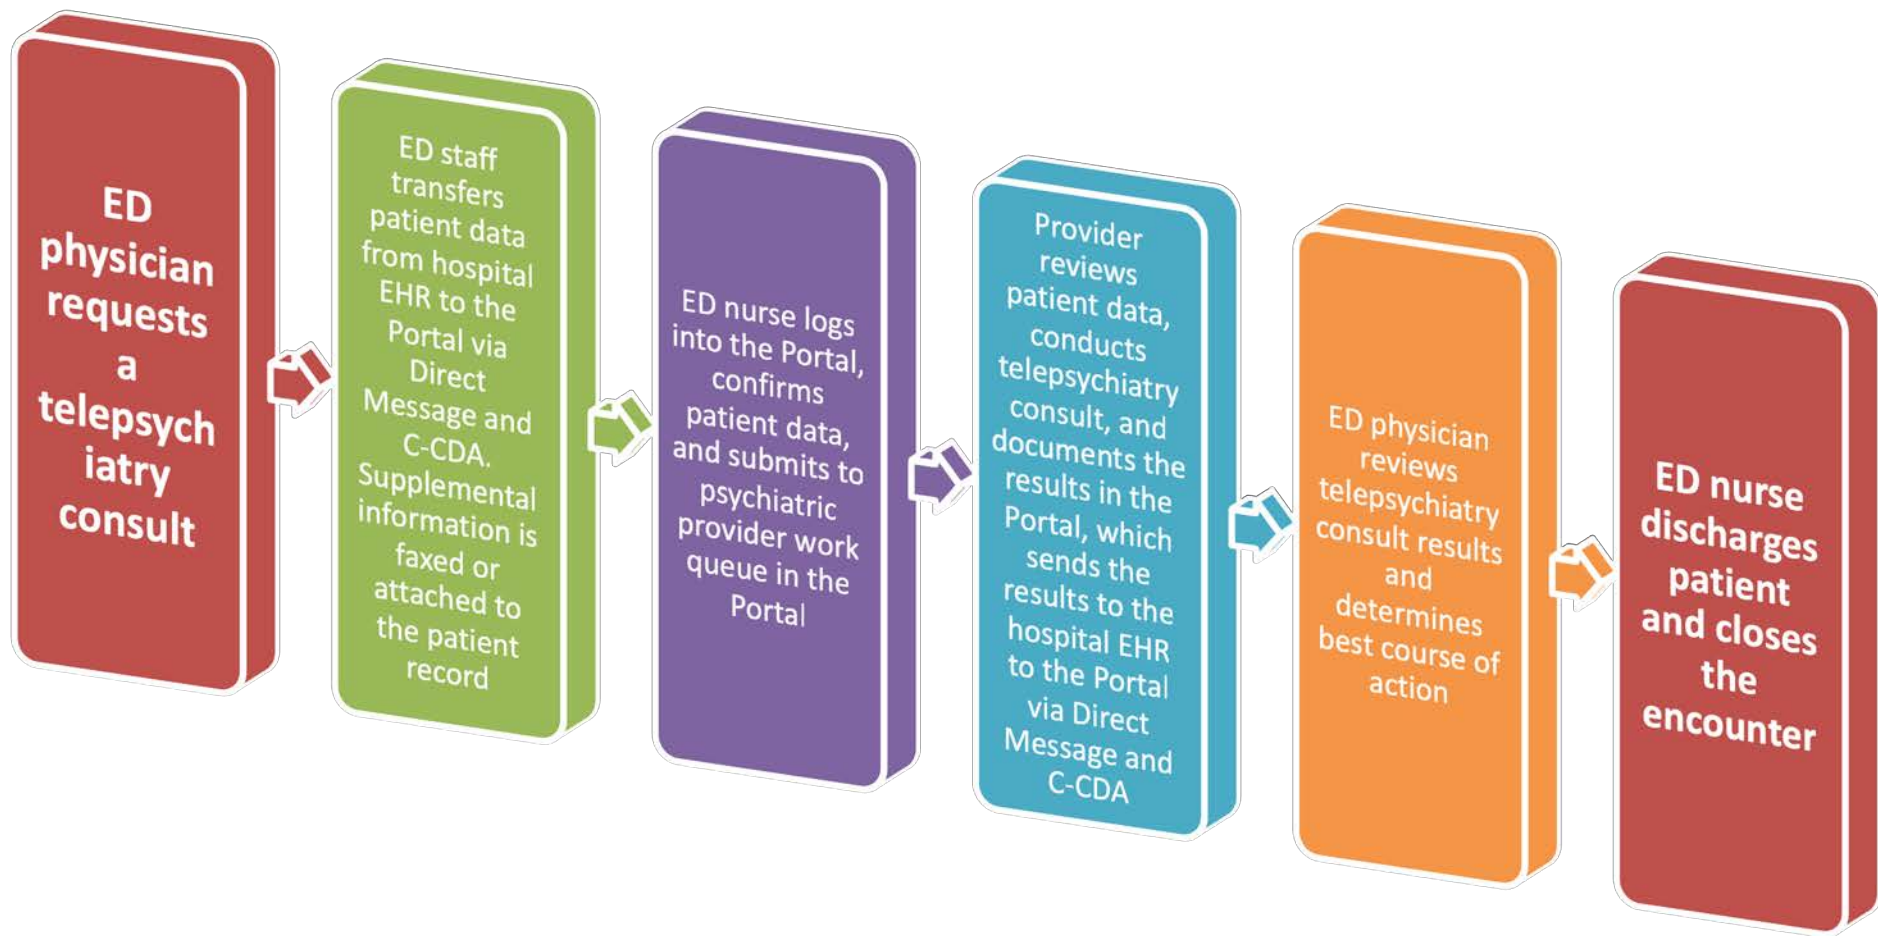 ED
physician
requests
a
telepsych
iatry
consult
ED staff
transfers
patient data
from hospital
EHR to the
Portal via
Direct
Message and
C-CDA.
Supplemental
information is
faxed or
attached to
the patient
record
ED nurse logs
into the Portal,
confirms
patient data,
and submits to
psychiatric
provider work
queue in the
Portal
Provider
reviews
patient data,
conducts
telepsychiatry
consult, and
documents the
results in the
Portal, which
sends the
results to the
hospital EHR
to the Portal
via Direct
Message and
C-CDA
ED physician
reviews
telepsychiatry
consult results
and
determines
best course of
action
ED nurse
discharges
patient
and closes
the
encounter